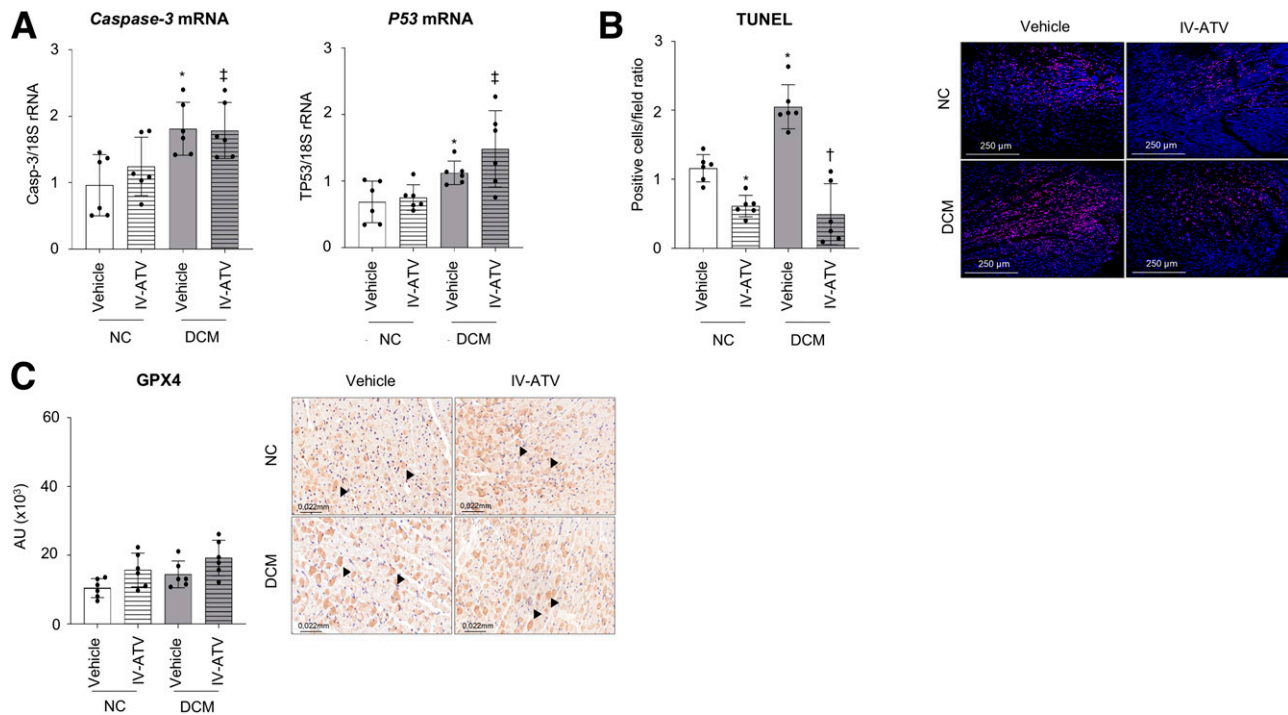 A
Caspase-3 mRNA
Casp-3/18S rRNA
3
2
1
0
Vehicle
IV-ATV
Vehicle
IV-ATV
NC
DCM
P53 mRNA
TP53/18S rRNA
3
2
1
0
*
‡
*
‡
Vehicle
IV-ATV
Vehicle
IV-ATV
NC
DCM
B
TUNEL
Positive cells/field ratio
3
2
1
0
*
*
†
Vehicle
IV-ATV
Vehicle
IV-ATV
NC
DCM
Vehicle
IV-ATV
NC
250 µm
250 µm
DCM
250 µm
250 µm
C
GPX4
AU (x10³)
60
40
20
0
Vehicle
IV-ATV
Vehicle
IV-ATV
NC
DCM
Vehicle
IV-ATV
NC
0,022mm
0,022mm
DCM
0,022mm
0,022mm